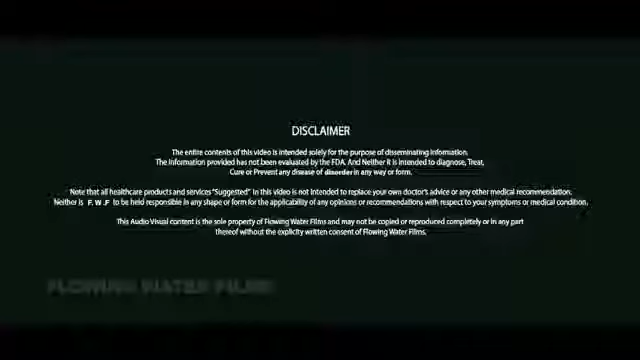 DISCLAIMER
The entire contents of this video is intended solely for the purpose of disseminating information.
The Information provided has not been evaluated by the FDA. And Neither it is intended to diagnose, Treat,
Cure or Prevent any disease of disorder in any way or form.
Note that all healthcare products and services "Suggested" In this video is not intended to replace your own doctor's advice or any other medical recommendation.
Neither is F. W .F to be held responsible in any shape or form for the applicability of any opinions or recommendations with respect to your symptoms or medical condition.
This Audio Visual content is the sole property of Flowing Water Films and may not be copied or reproduced completely or in any part
thereof without the explicity written consent of Flowing Water Films.
FLOWING WATER FILMS